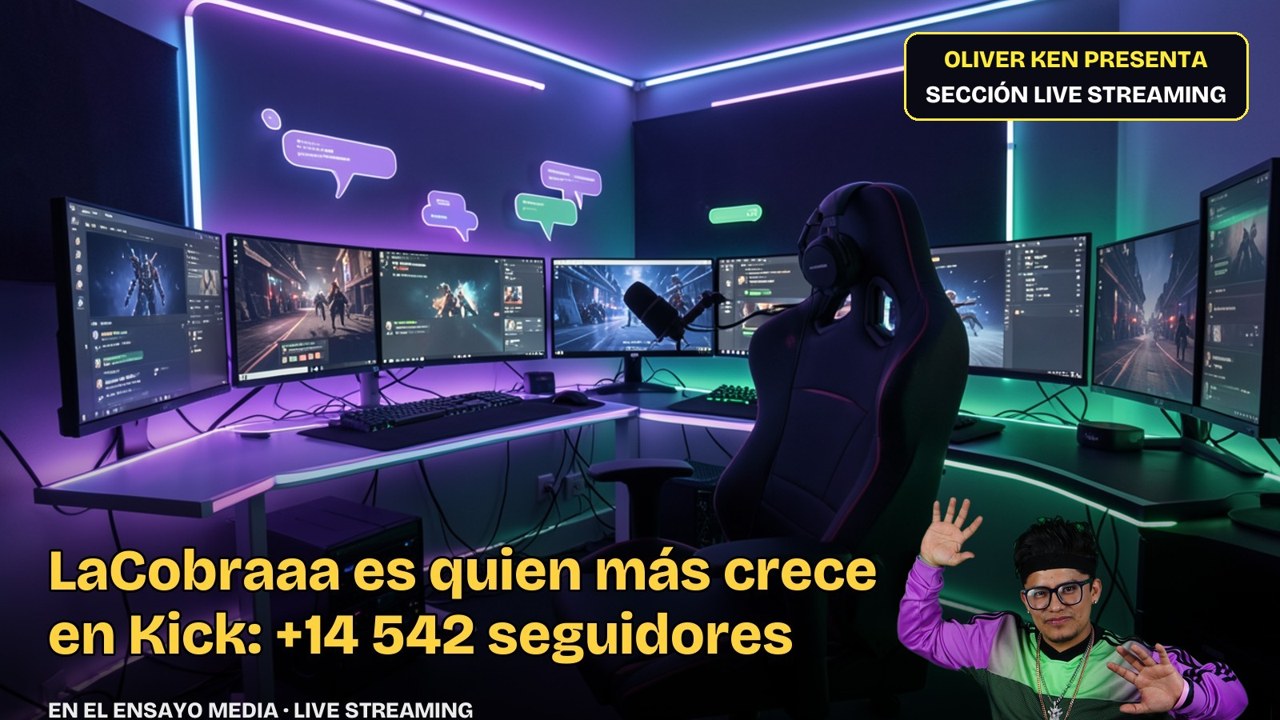 OLIVER KEN PRESENTA
SECCIÓN LIVE STREAMING
LaCobraaa es quien más crece
en Kick: +14 542 seguidores
EN EL ENSAYO MEDIA · LIVE STREAMING